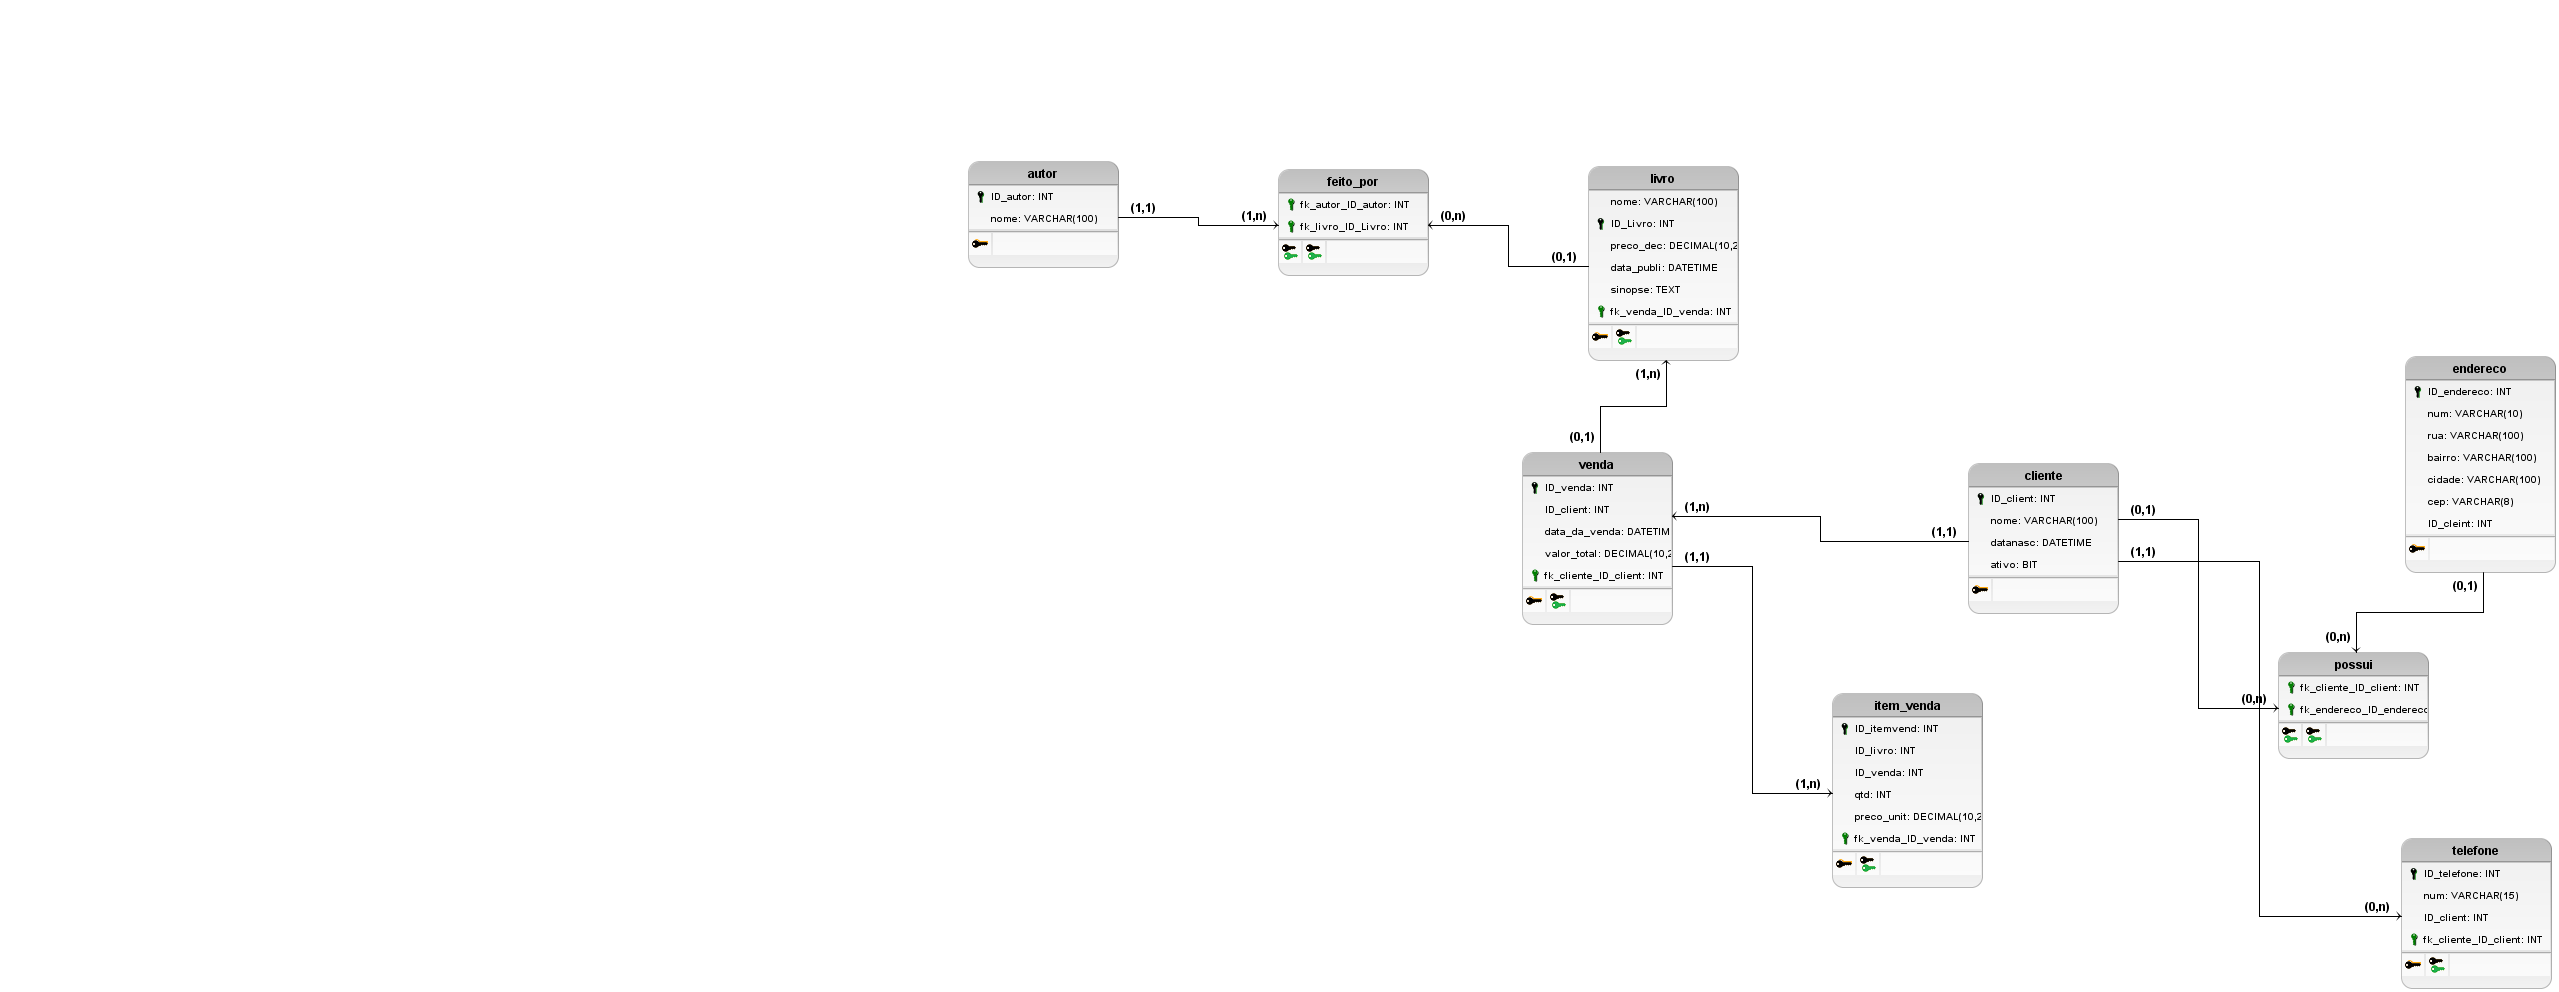 autor
ID_autor: INT
nome: VARCHAR(100)
(1,1)
(1,n)
feito_por
fk_autor_ID_autor: INT
fk_livro_ID_Livro: INT
(0,n)
(0,1)
livro
nome: VARCHAR(100)
ID_Livro: INT
preco_dec: DECIMAL(10,2
data_publi: DATETIME
sinopse: TEXT
fk_venda_ID_venda: INT
(1,n)
(0,1)
venda
ID_venda: INT
ID_client: INT
data_da_venda: DATETIM
valor_total: DECIMAL(10,2
fk_cliente_ID_client: INT
(1,n)
(1,1)
(1,1)
(1,n)
cliente
ID_client: INT
nome: VARCHAR(100)
datanasc: DATETIME
ativo: BIT
(0,1)
(1,1)
endereco
ID_endereco: INT
num: VARCHAR(10)
rua: VARCHAR(100)
bairro: VARCHAR(100)
cidade: VARCHAR(100)
cep: VARCHAR(8)
ID_cleint: INT
(0,1)
(0,n)
possui
fk_cliente_ID_client: INT
fk_endereco_ID_endereco
(0,n)
item_venda
ID_itemvend: INT
ID_livro: INT
ID_venda: INT
qtd: INT
preco_unit: DECIMAL(10,2
fk_venda_ID_venda: INT
telefone
ID_telefone: INT
num: VARCHAR(15)
ID_client: INT
fk_cliente_ID_client: INT
(0,n)